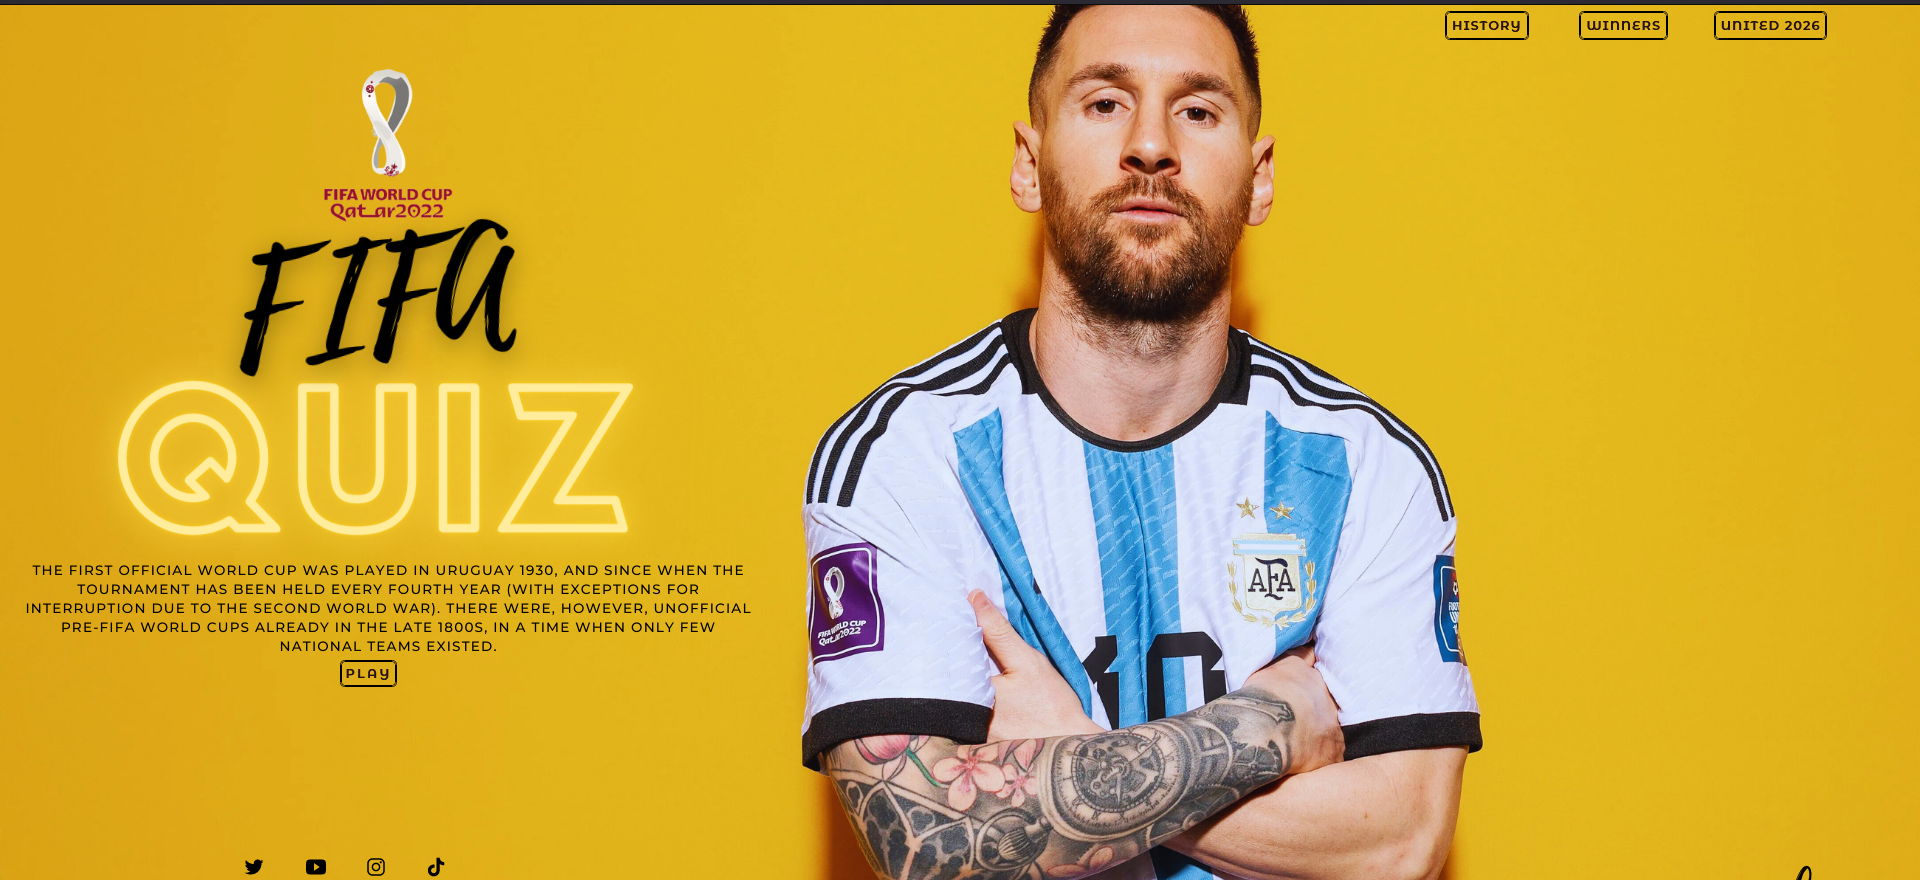 HISTORY
WINNERS
UNITED 2026
FIFA WORLD CUP
Qatar2022
FIFA
QUIZ
THE FIRST OFFICIAL WORLD CUP WAS PLAYED IN URUGUAY 1930, AND SINCE WHEN THE
TOURNAMENT HAS BEEN HELD EVERY FOURTH YEAR (WITH EXCEPTIONS FOR
INTERRUPTION DUE TO THE SECOND WORLD WAR). THERE WERE, HOWEVER, UNOFFICIAL
PRE-FIFA WORLD CUPS ALREADY IN THE LATE 1800S, IN A TIME WHEN ONLY FEW
NATIONAL TEAMS EXISTED.
PLAY
AFA
FIFA WORLD CUP
Qatar2022
10